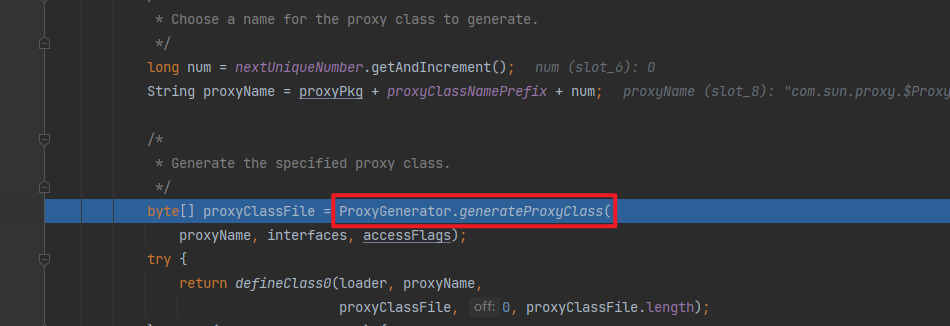 * Choose a name for the proxy class to generate.
*/
long num = nextUniqueNumber.getAndIncrement(); num (slot_6): 0
String proxyName = proxyPkg + proxyClassNamePrefix + num; proxyName (slot_8): "com.sun.proxy.$Proxy
/*
* Generate the specified proxy class.
*/
byte[] proxyClassFile = ProxyGenerator.generateProxyClass(
proxyName, interfaces, accessFlags);
try {
return defineClass0(loader, proxyName,
proxyClassFile, off: 0, proxyClassFile.length);